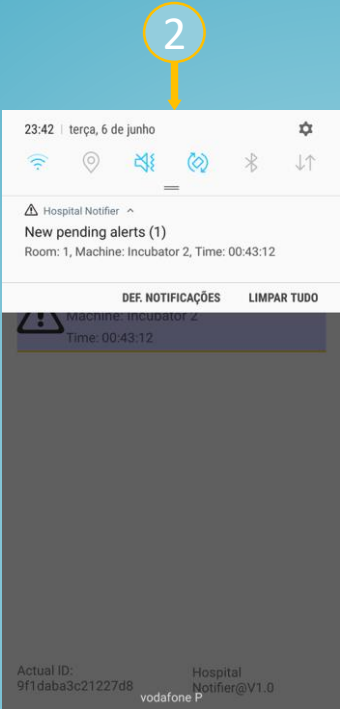 2
23:42 | terça, 6 de junho
Hospital Notifier
New pending alerts (1)
Room: 1, Machine: Incubator 2, Time: 00:43:12
DEF. NOTIFICAÇÕES LIMPAR TUDO
Machine: Incubator 2
Time: 00:43:12
Actual ID:
9f1daba3c21227d8
Hospital
Notifier@V1.0
vodafone P